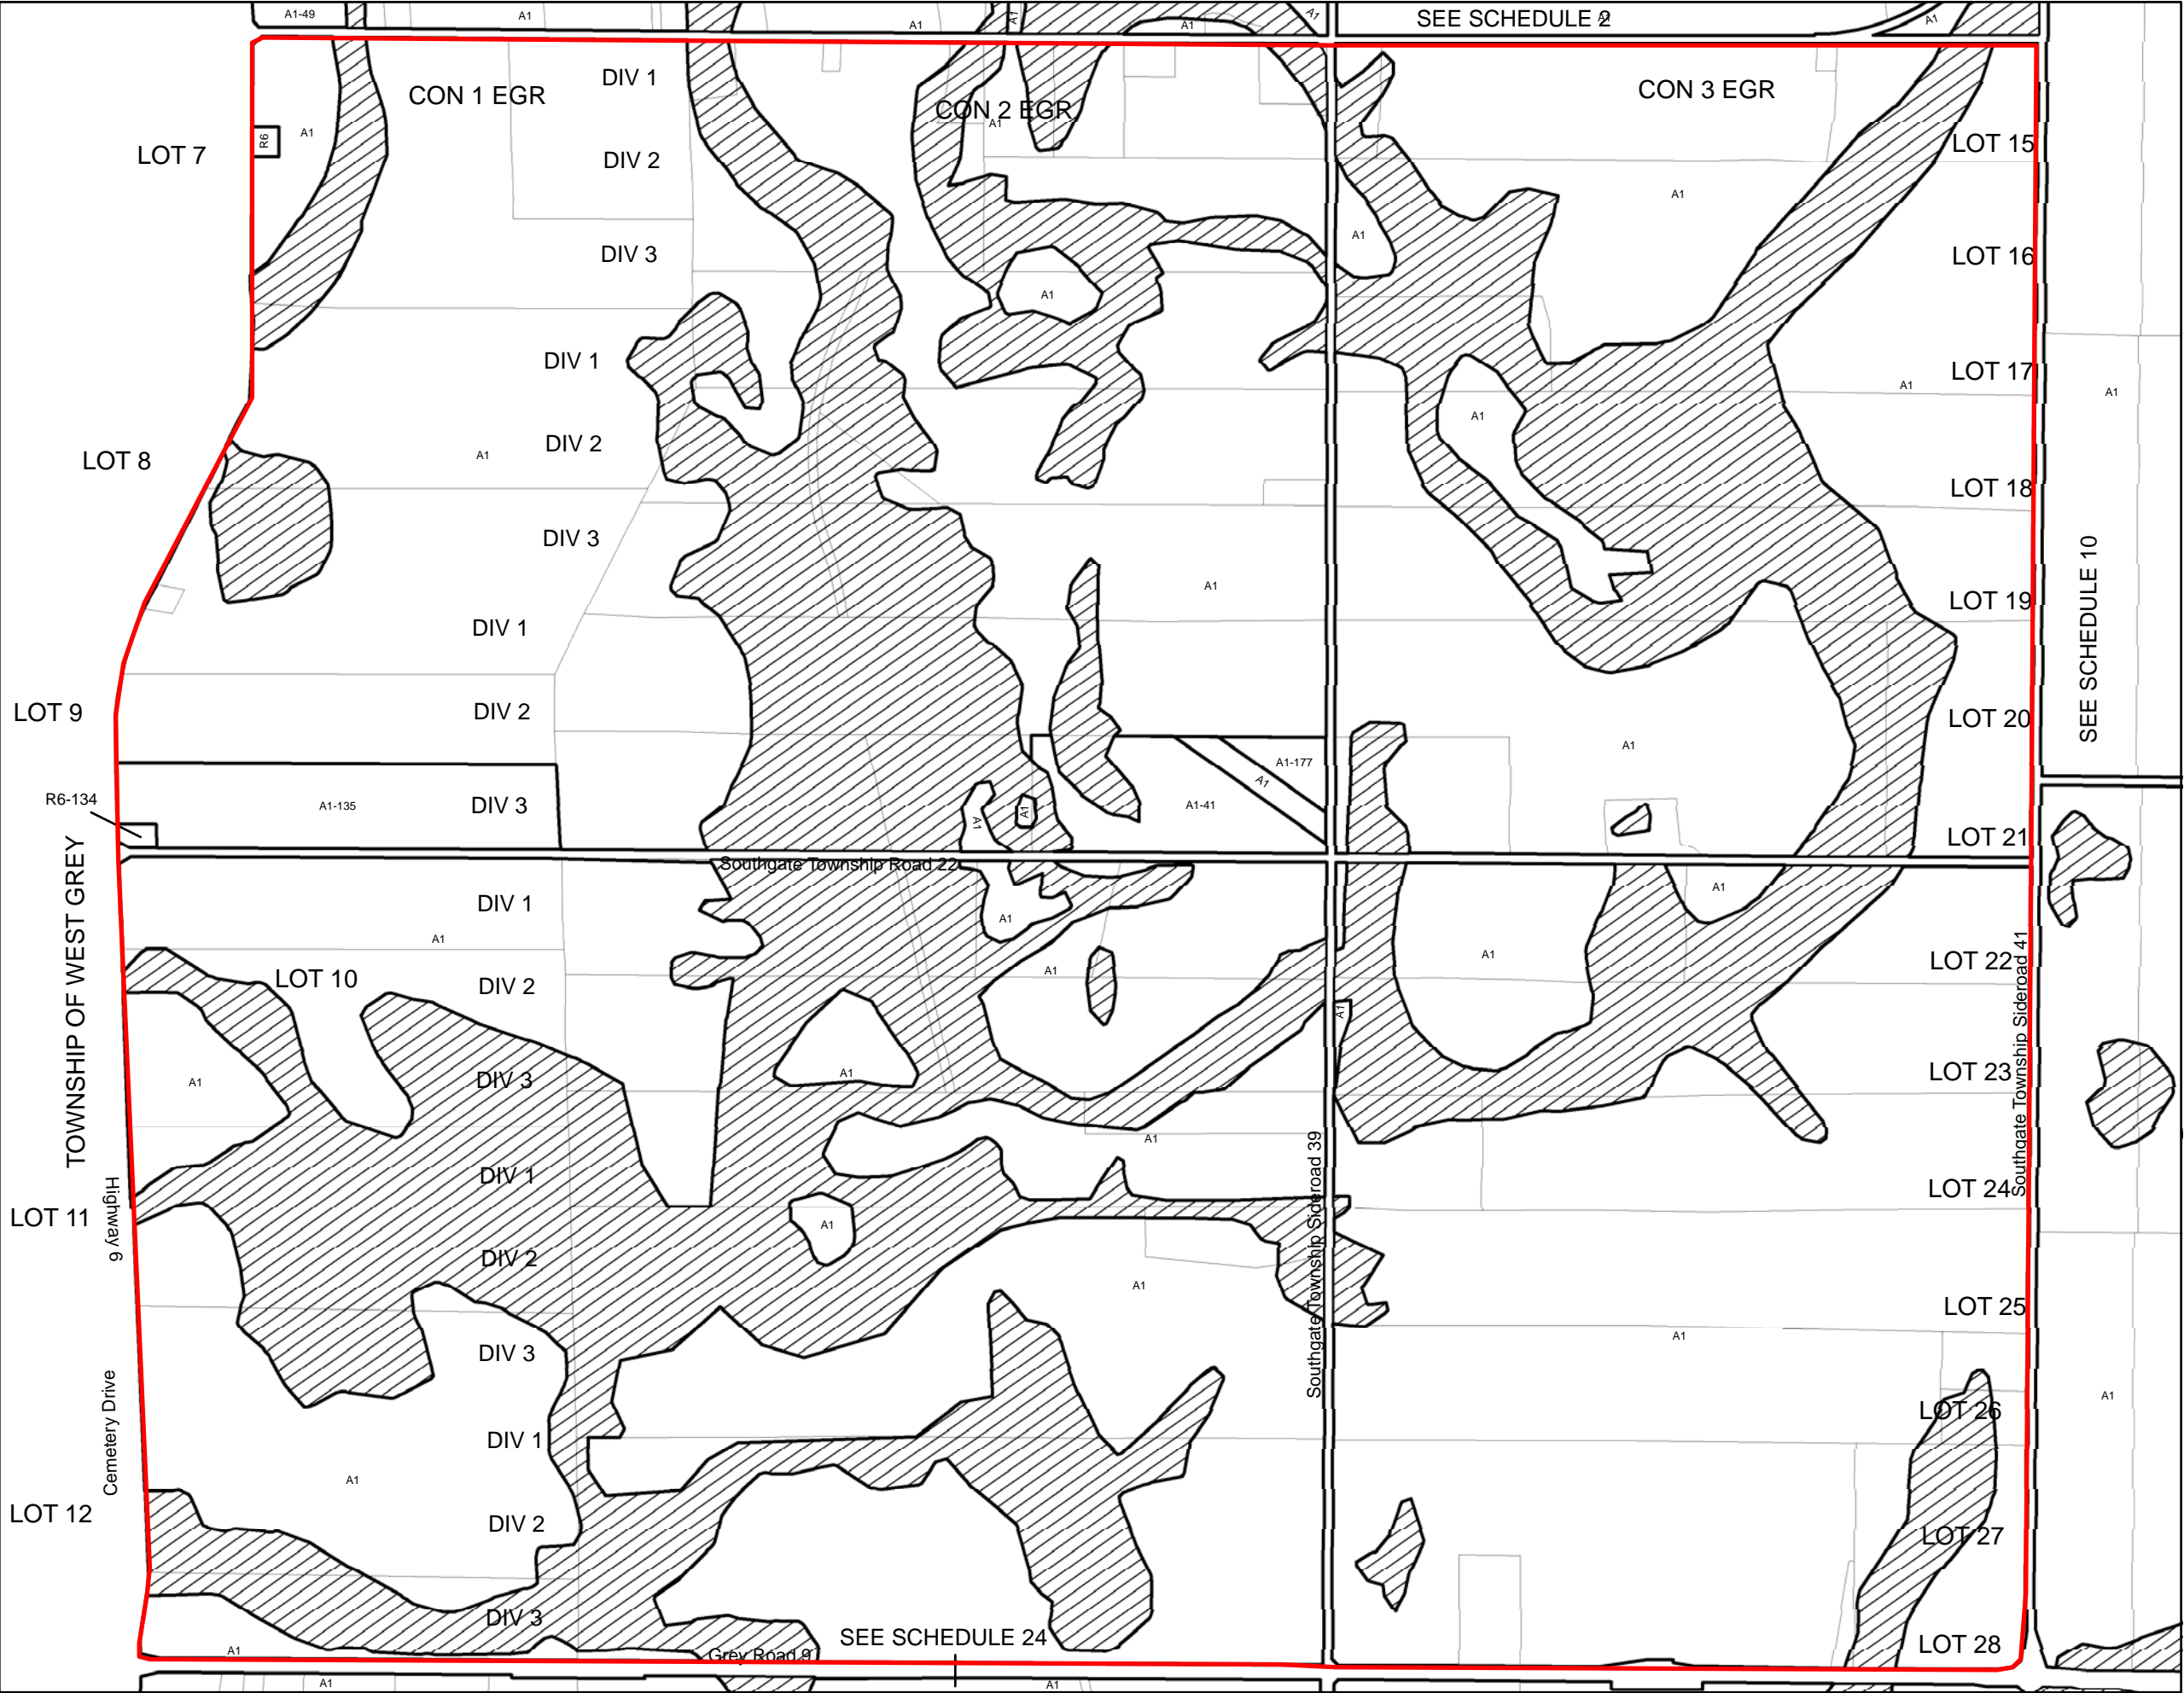 A1-49
A1
A1
A1
A1
A1
SEE SCHEDULE 2
A1
A1
CON 1 EGR
DIV 1
CON 2 EGR
A1
CON 3 EGR
LOT 7
R6
A1
DIV 2
LOT 15
A1
DIV 3
A1
LOT 16
A1
DIV 1
LOT 17
A1
A1
A1
LOT 8
A1
DIV 2
LOT 18
DIV 3
A1
LOT 19
SEE SCHEDULE 10
DIV 1
LOT 9
DIV 2
LOT 20
A1
A1-177
A1
R6-134
A1-135
DIV 3
A1
A1
A1-41
LOT 21
Southgate Township Road 22
TOWNSHIP OF WEST GREY
DIV 1
A1
A1
A1
LOT 10
DIV 2
A1
A1
LOT 22
A1
Southgate Township Sideroad 41
A1
DIV 3
A1
LOT 23
A1
DIV 1
LOT 24
LOT 11
Highway 6
A1
Southgate Township Sideroad 39
DIV 2
A1
LOT 25
A1
DIV 3
A1
Cemetery Drive
LOT 26
DIV 1
A1
LOT 12
DIV 2
LOT 27
DIV 3
SEE SCHEDULE 24
LOT 28
A1
Grey Road 9
A1
A1